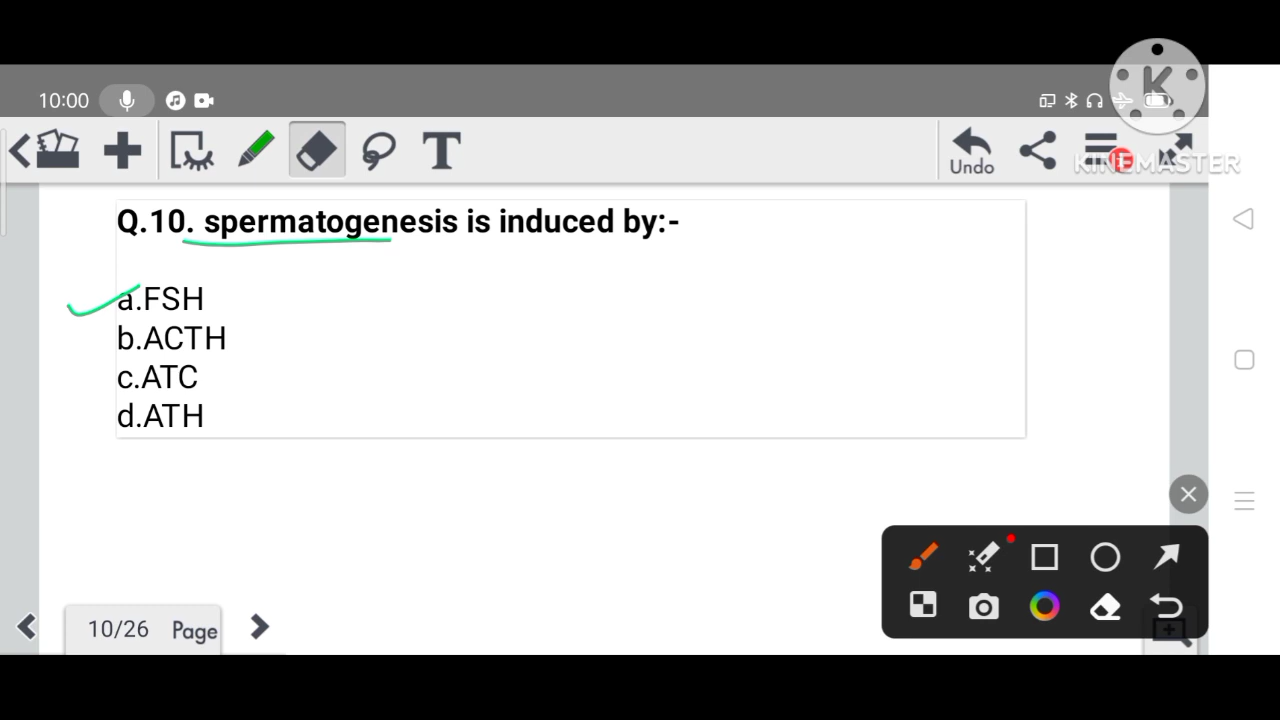 10:00
Undo
KINEMASTER
Q.10. spermatogenesis is induced by:-
a.FSH
b.ACTH
c.ATC
d.ATH
10/26 Page